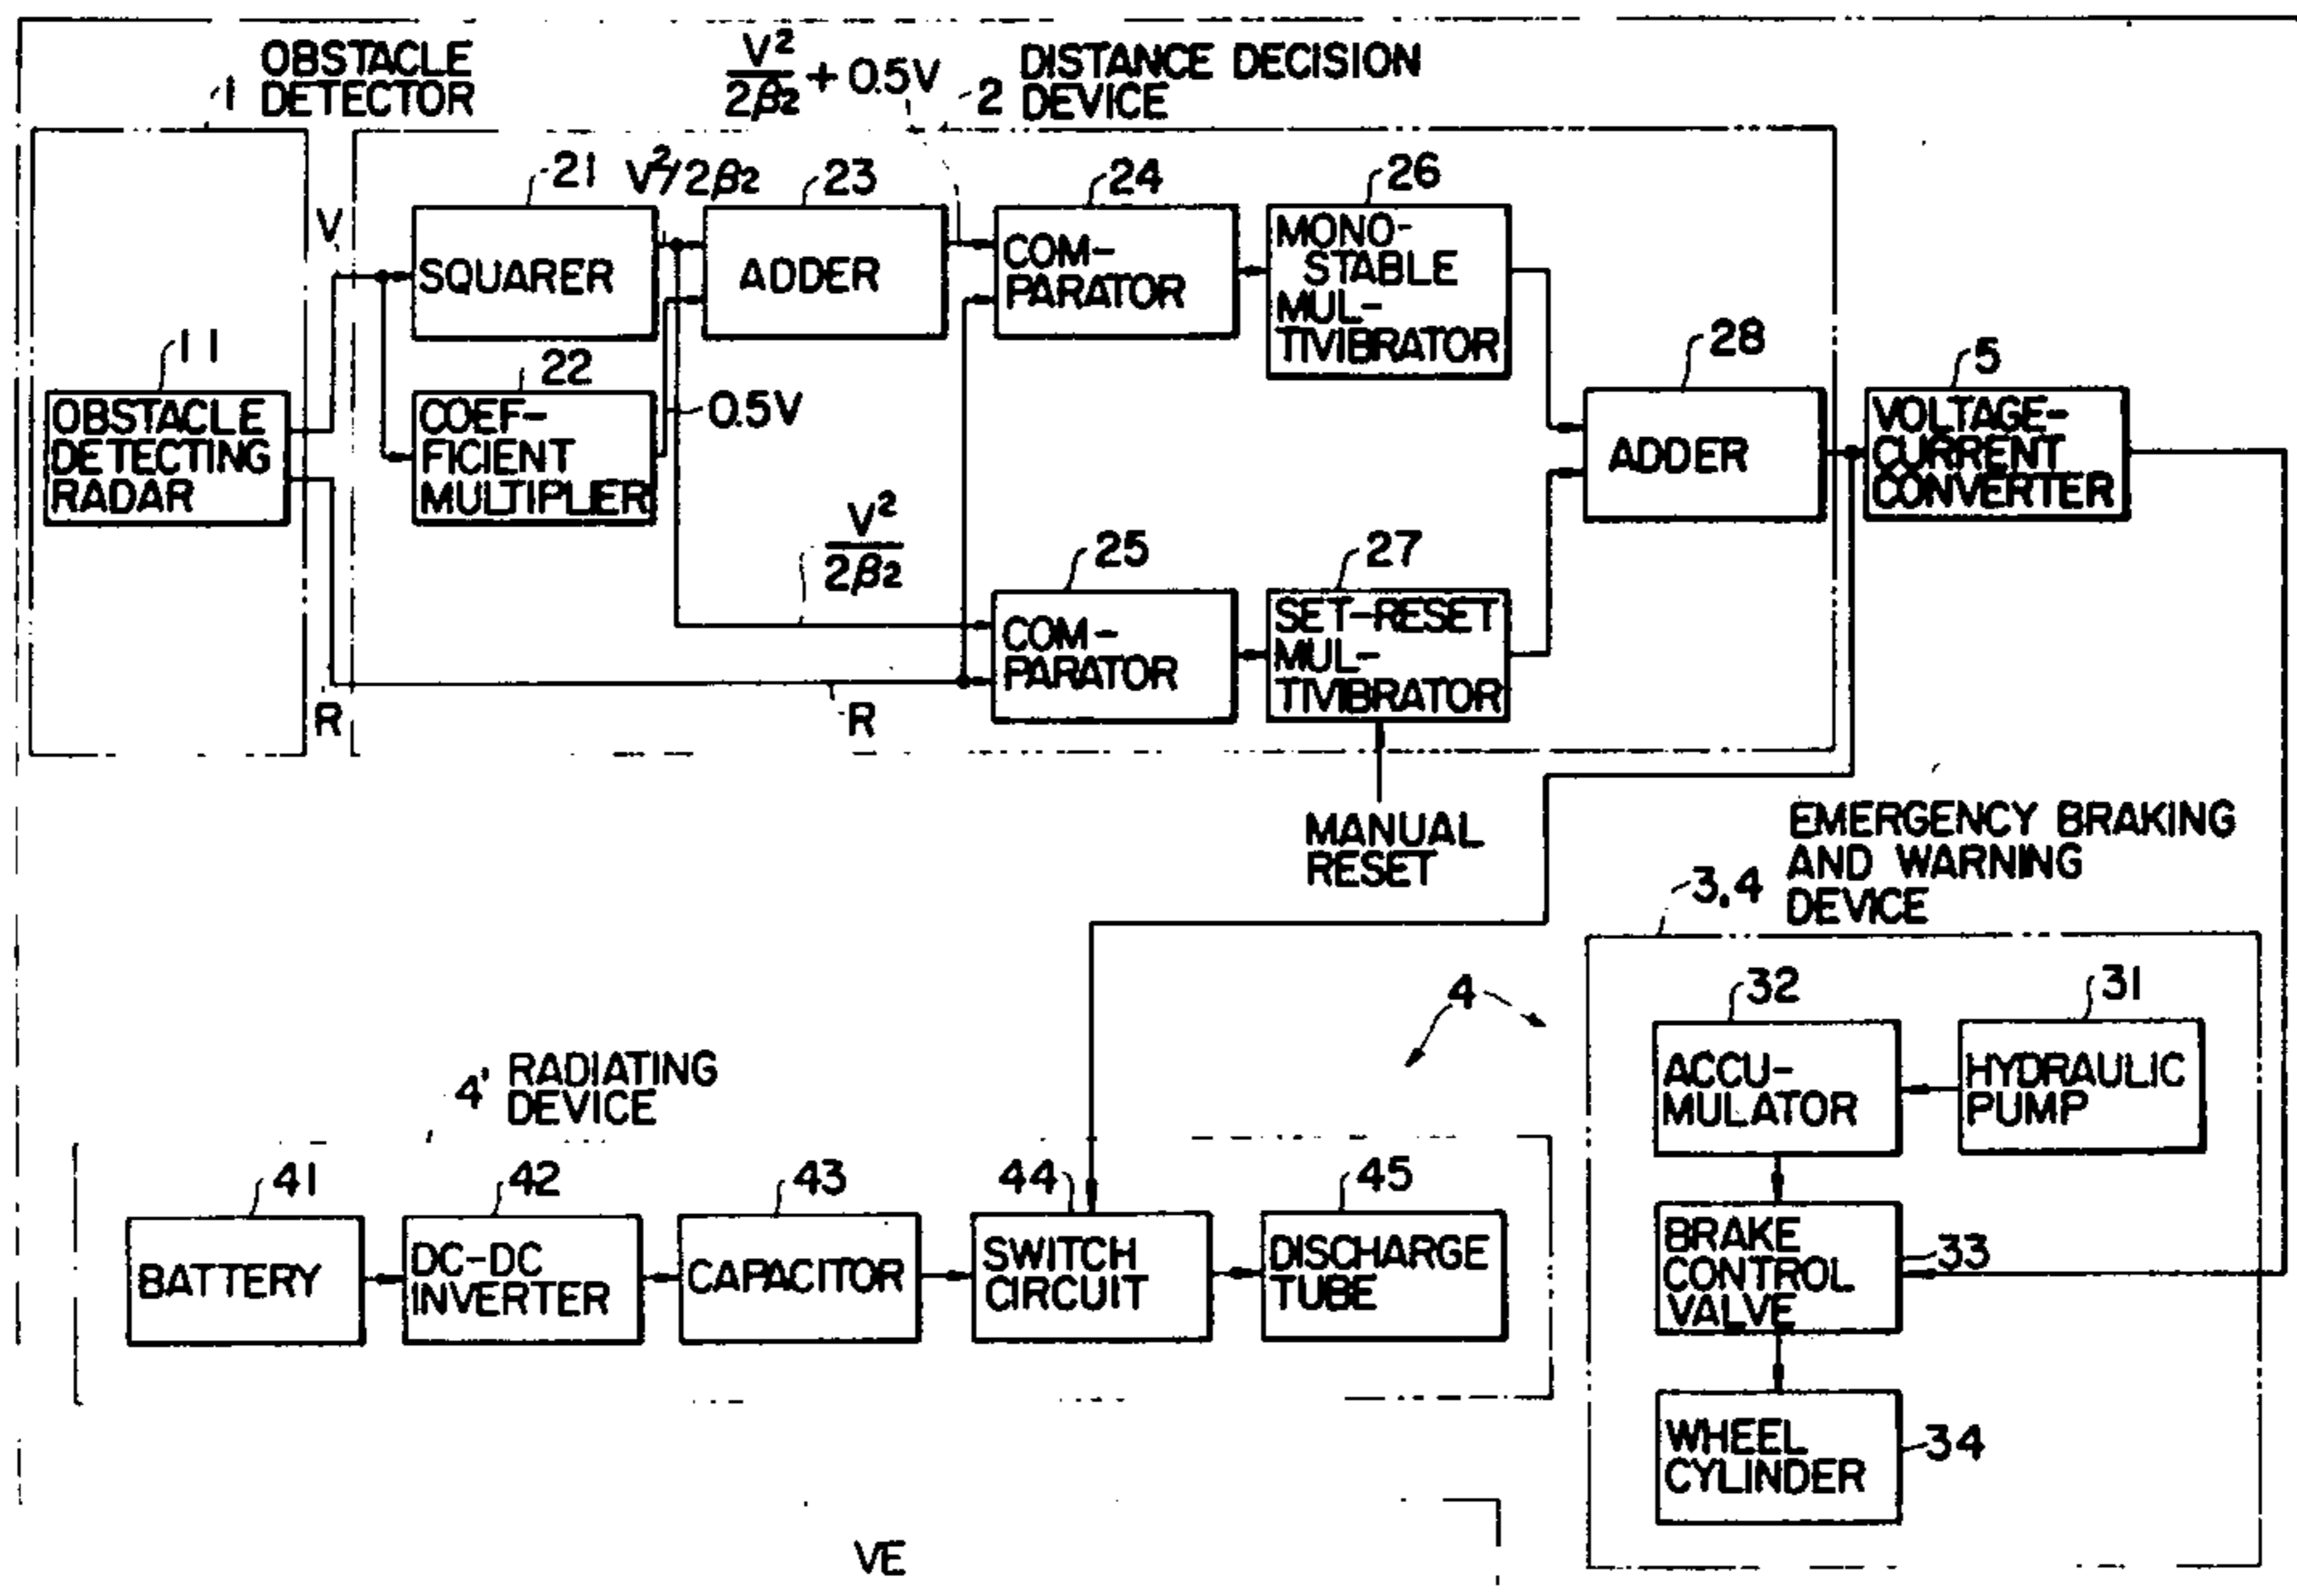 1 OBSTACLE
DETECTOR
V²/2β₂ + 0.5V
2 DISTANCE DECISION
DEVICE
V
21
V²/2β₂
23
24
26
SQUARER
ADDER
COM-
PARATOR
MONO-
STABLE
MUL-
TIVIBRATOR
11
OBSTACLE
DETECTING
RADAR
22
COEF-
FICIENT
MULTIPLIER
0.5V
28
ADDER
5
VOLTAGE-
CURRENT
CONVERTER
V²/2β₂
25
COM-
PARATOR
27
SET-RESET
MUL-
TIVIBRATOR
R
R
MANUAL
RESET
EMERGENCY BRAKING
AND WARNING
DEVICE
3,4
4
32
ACCU-
MULATOR
31
HYDRAULIC
PUMP
4' RADIATING
DEVICE
41
BATTERY
42
DC-DC
INVERTER
43
CAPACITOR
44
SWITCH
CIRCUIT
45
DISCHARGE
TUBE
BRAKE
CONTROL
VALVE
33
WHEEL
CYLINDER
34
VE